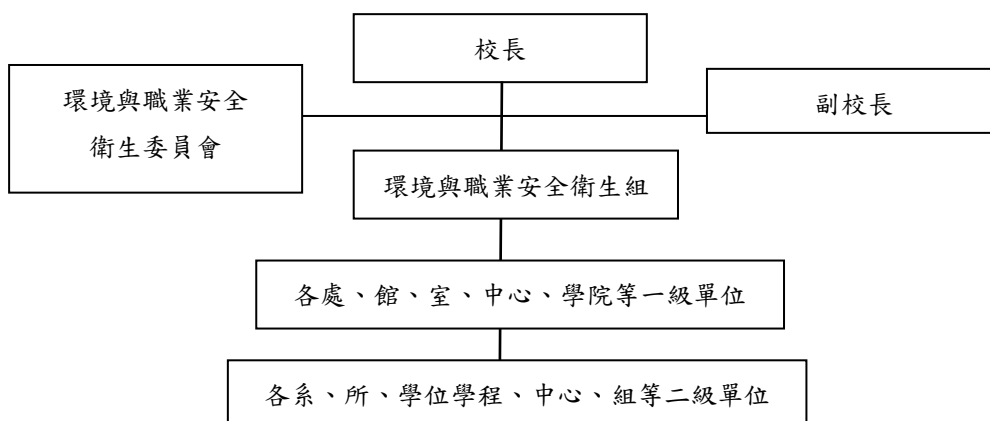 校長
環境與職業安全
衛生委員會
副校長
環境與職業安全衛生組
各處、館、室、中心、學院等一級單位
各系、所、學位學程、中心、組等二級單位